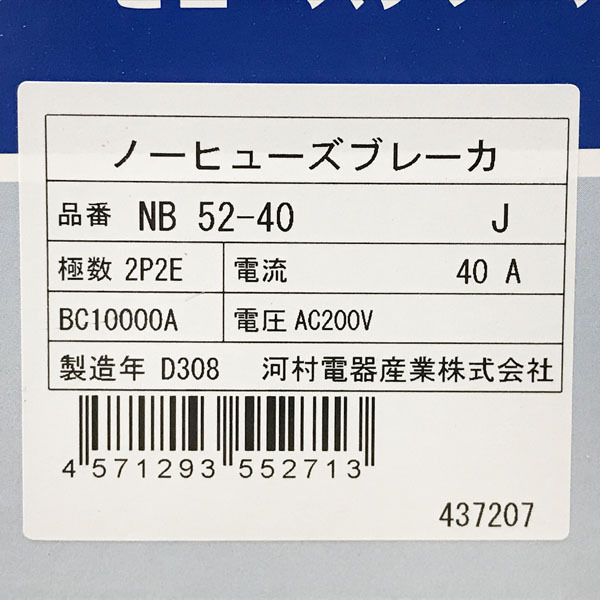 ノーヒューズブレーカ
品番 NB 52-40 J
極数 2P2E 電流 40 A
BC10000A 電圧 AC200V
製造年 D308 河村電器産業株式会社
4 571293 552713
437207